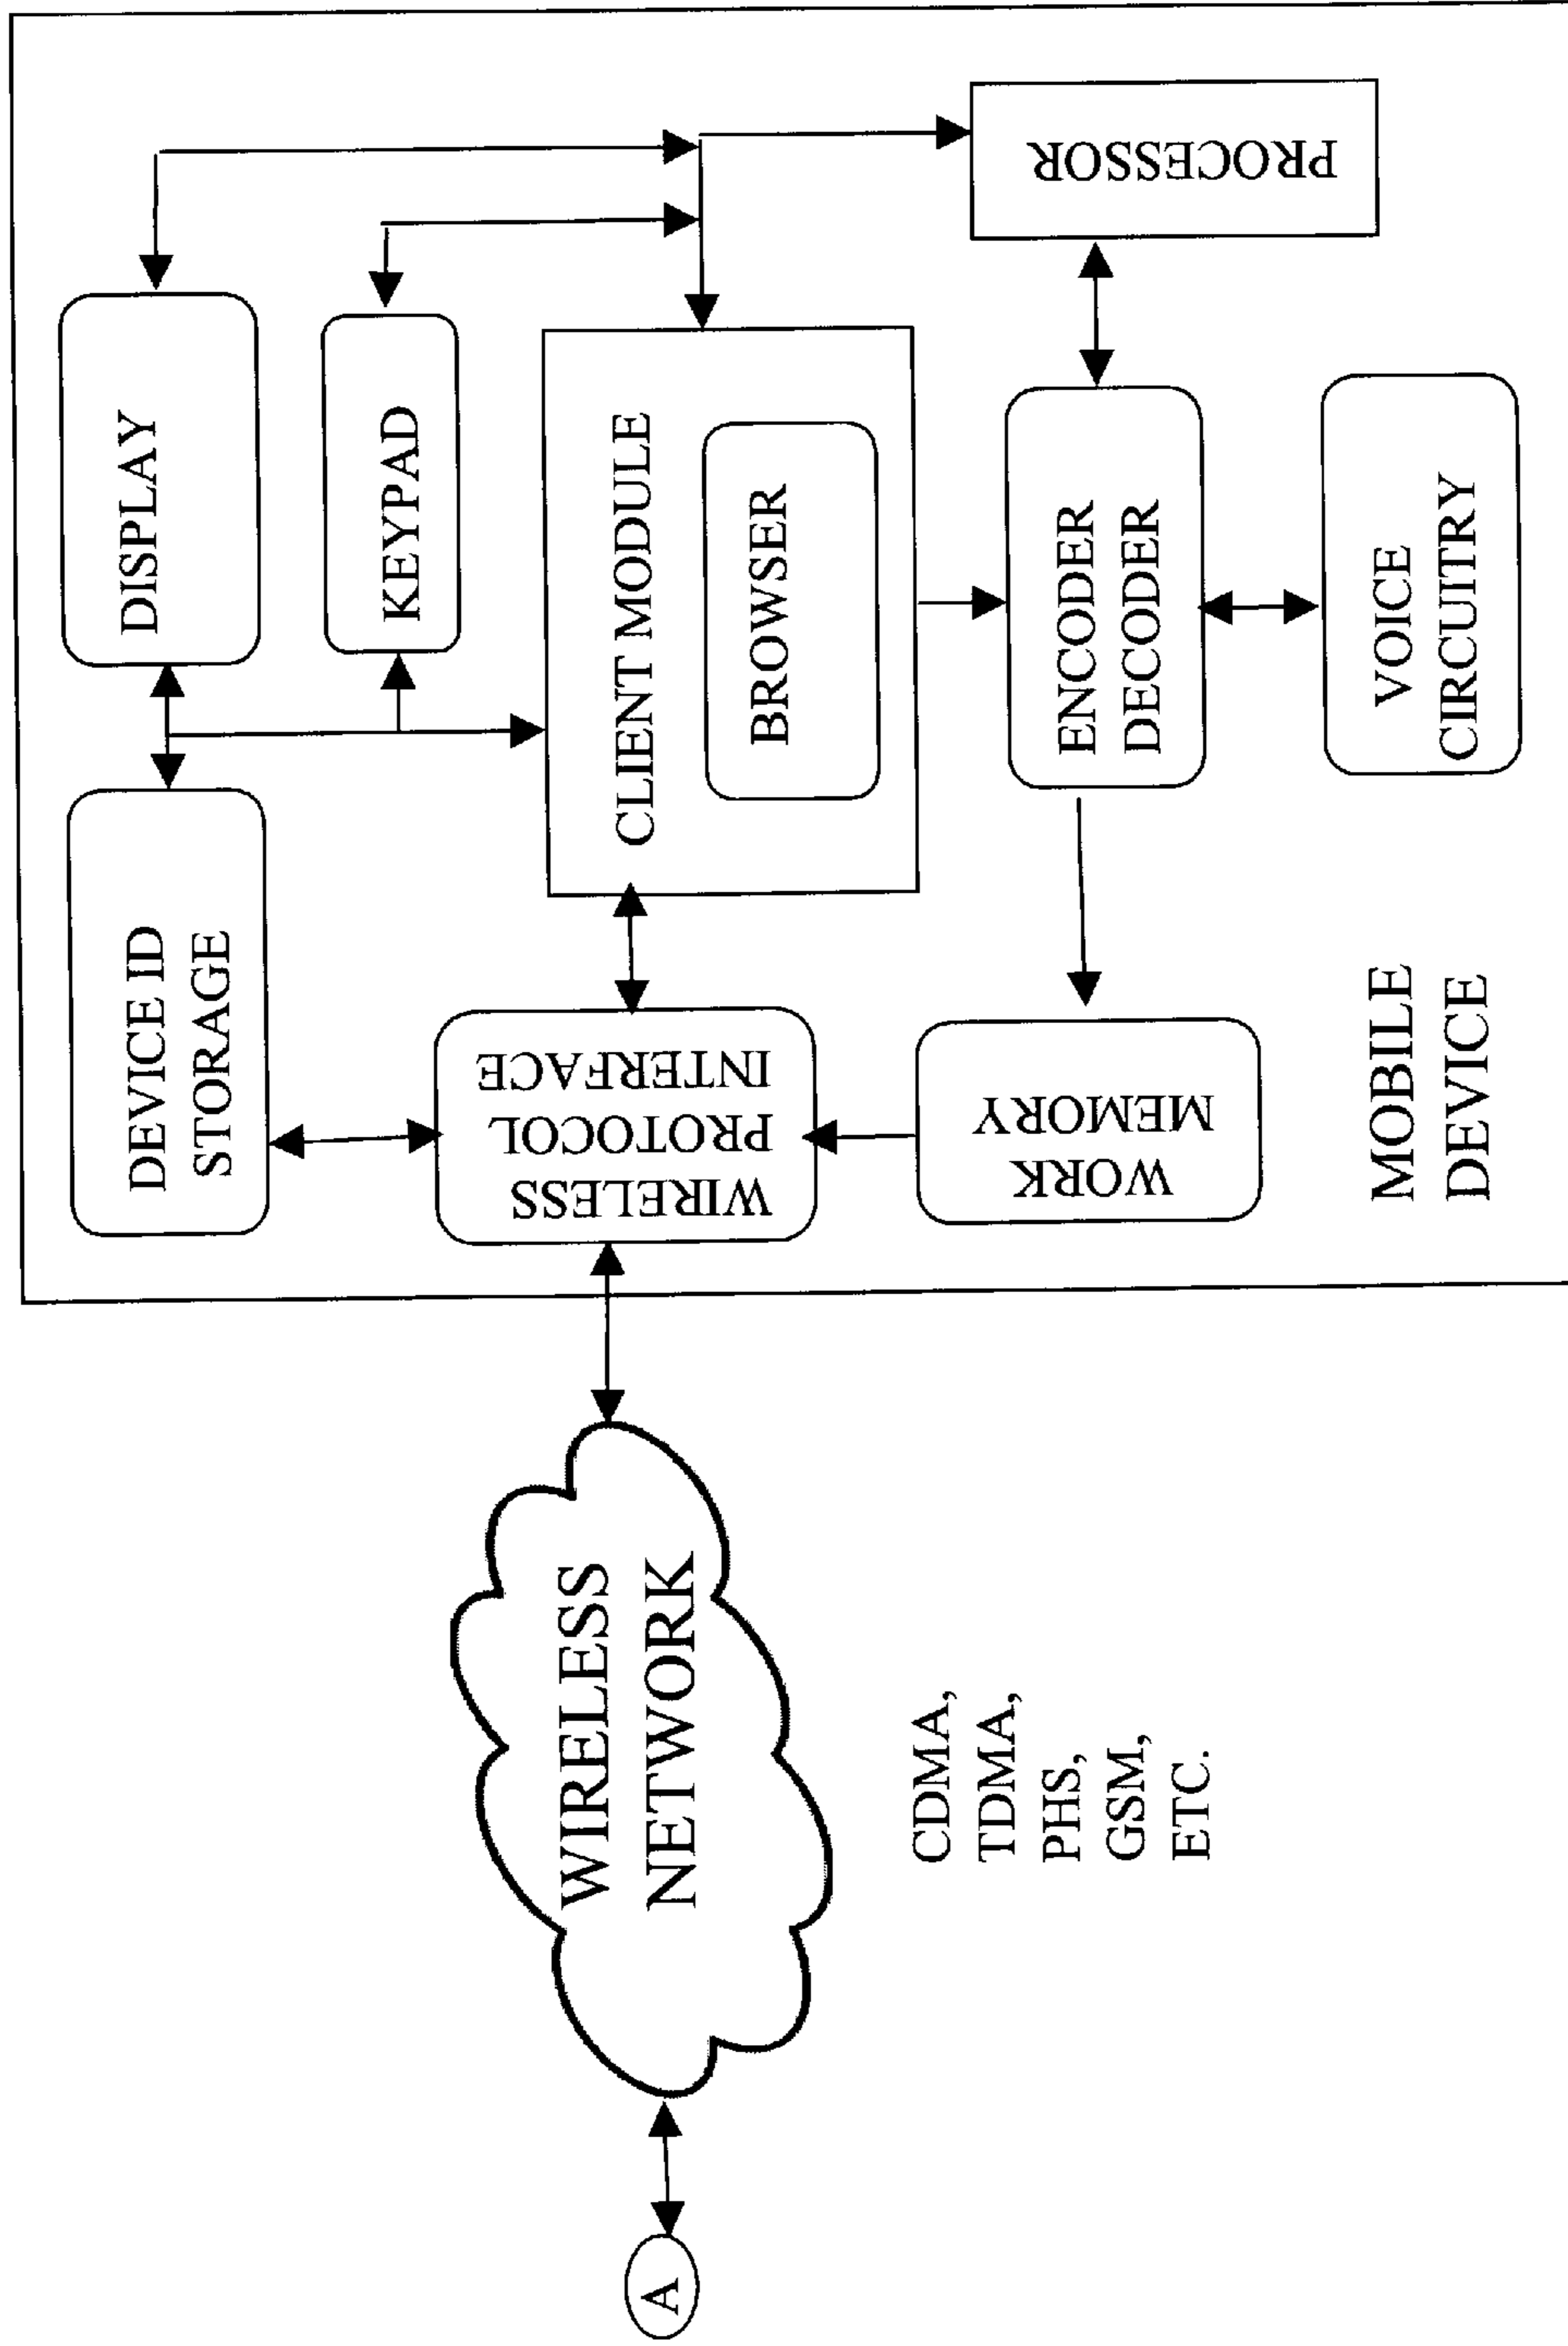 A
WIRELESS
NETWORK
CDMA,
TDMA,
PHS,
GSM,
ETC.
DEVICE ID
STORAGE
DISPLAY
KEYPAD
WIRELESS
PROTOCOL
INTERFACE
CLIENT MODULE
BROWSER
WORK
MEMORY
ENCODER
DECODER
PROCESSOR
VOICE
CIRCUITRY
MOBILE
DEVICE